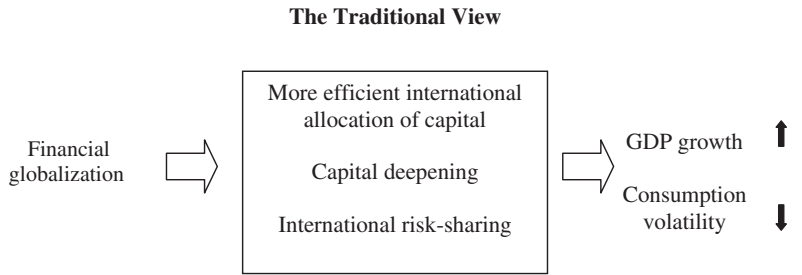 The Traditional View
Financial
globalization
More efficient international
allocation of capital
Capital deepening
International risk-sharing
GDP growth
Consumption
volatility